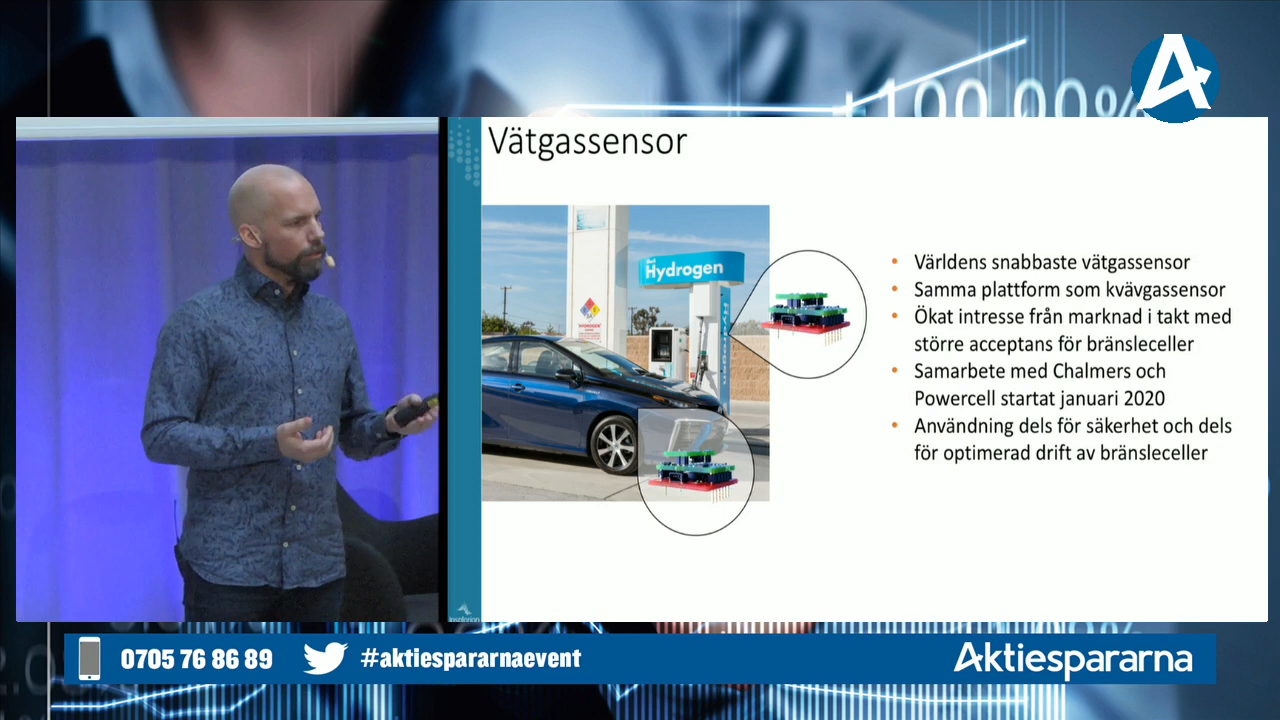 +100,00%
Vätgassensor
Hydrogen
• Världens snabbaste vätgassensor
• Samma plattform som kvävgassensor
• Ökat intresse från marknad i takt med
större acceptans för bränsleceller
• Samarbete med Chalmers och
Powercell startat januari 2020
• Användning dels för säkerhet och dels
för optimerad drift av bränsleceller
0705 76 86 89
#aktiespararnaevent
Aktiespararna